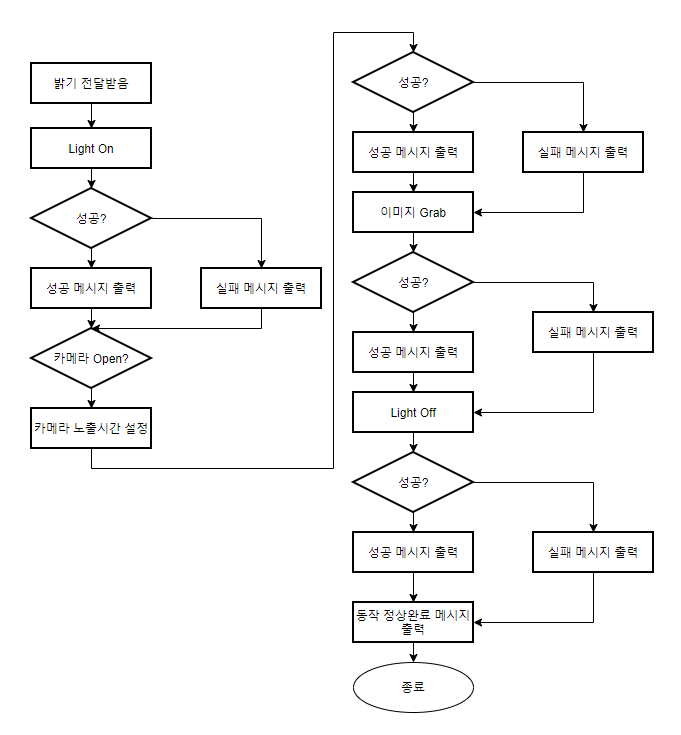 밝기 전달받음
Light On
성공?
성공 메시지 출력
실패 메시지 출력
카메라 Open?
카메라 노출시간 설정
성공?
성공 메시지 출력
실패 메시지 출력
이미지 Grab
성공?
실패 메시지 출력
성공 메시지 출력
Light Off
성공?
성공 메시지 출력
실패 메시지 출력
동작 정상완료 메시지
출력
종료